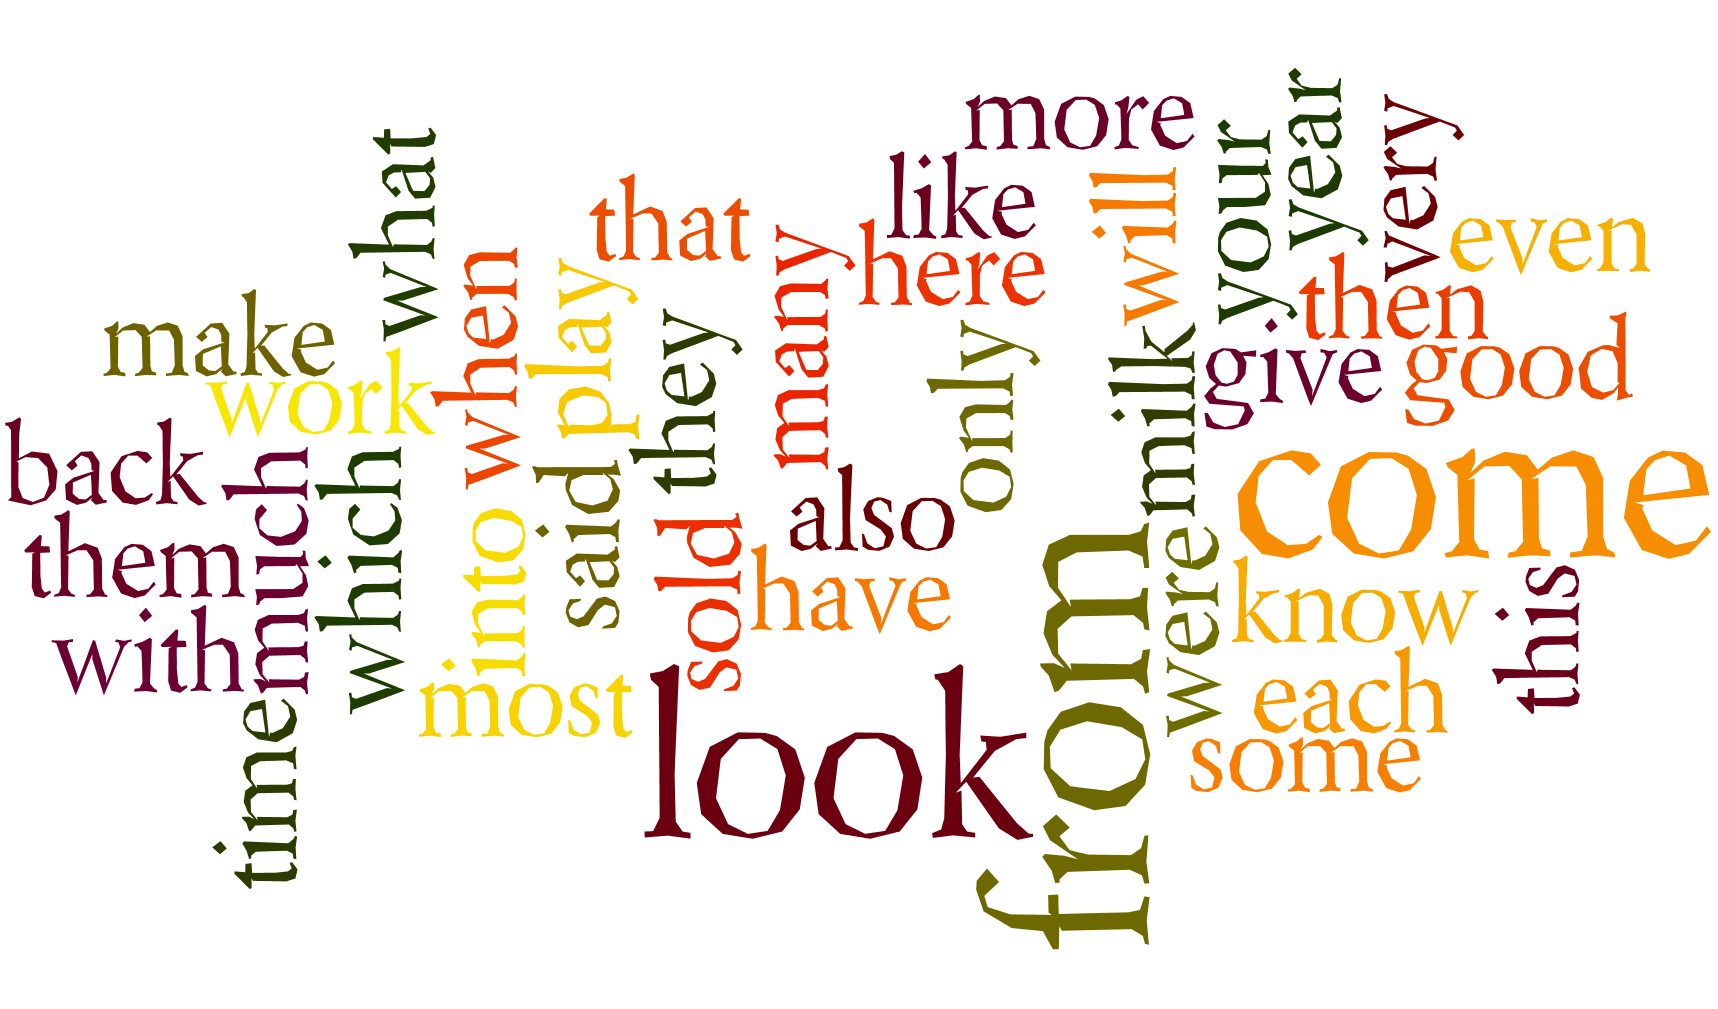 more
year
very
what
your
like
will
that
even
many
here
when
play
then
make
they
good
only
milk
give
work
back
much
which
come
said
also
sold
into
them
from
have
were
know
this
with
each
most
look
time
some